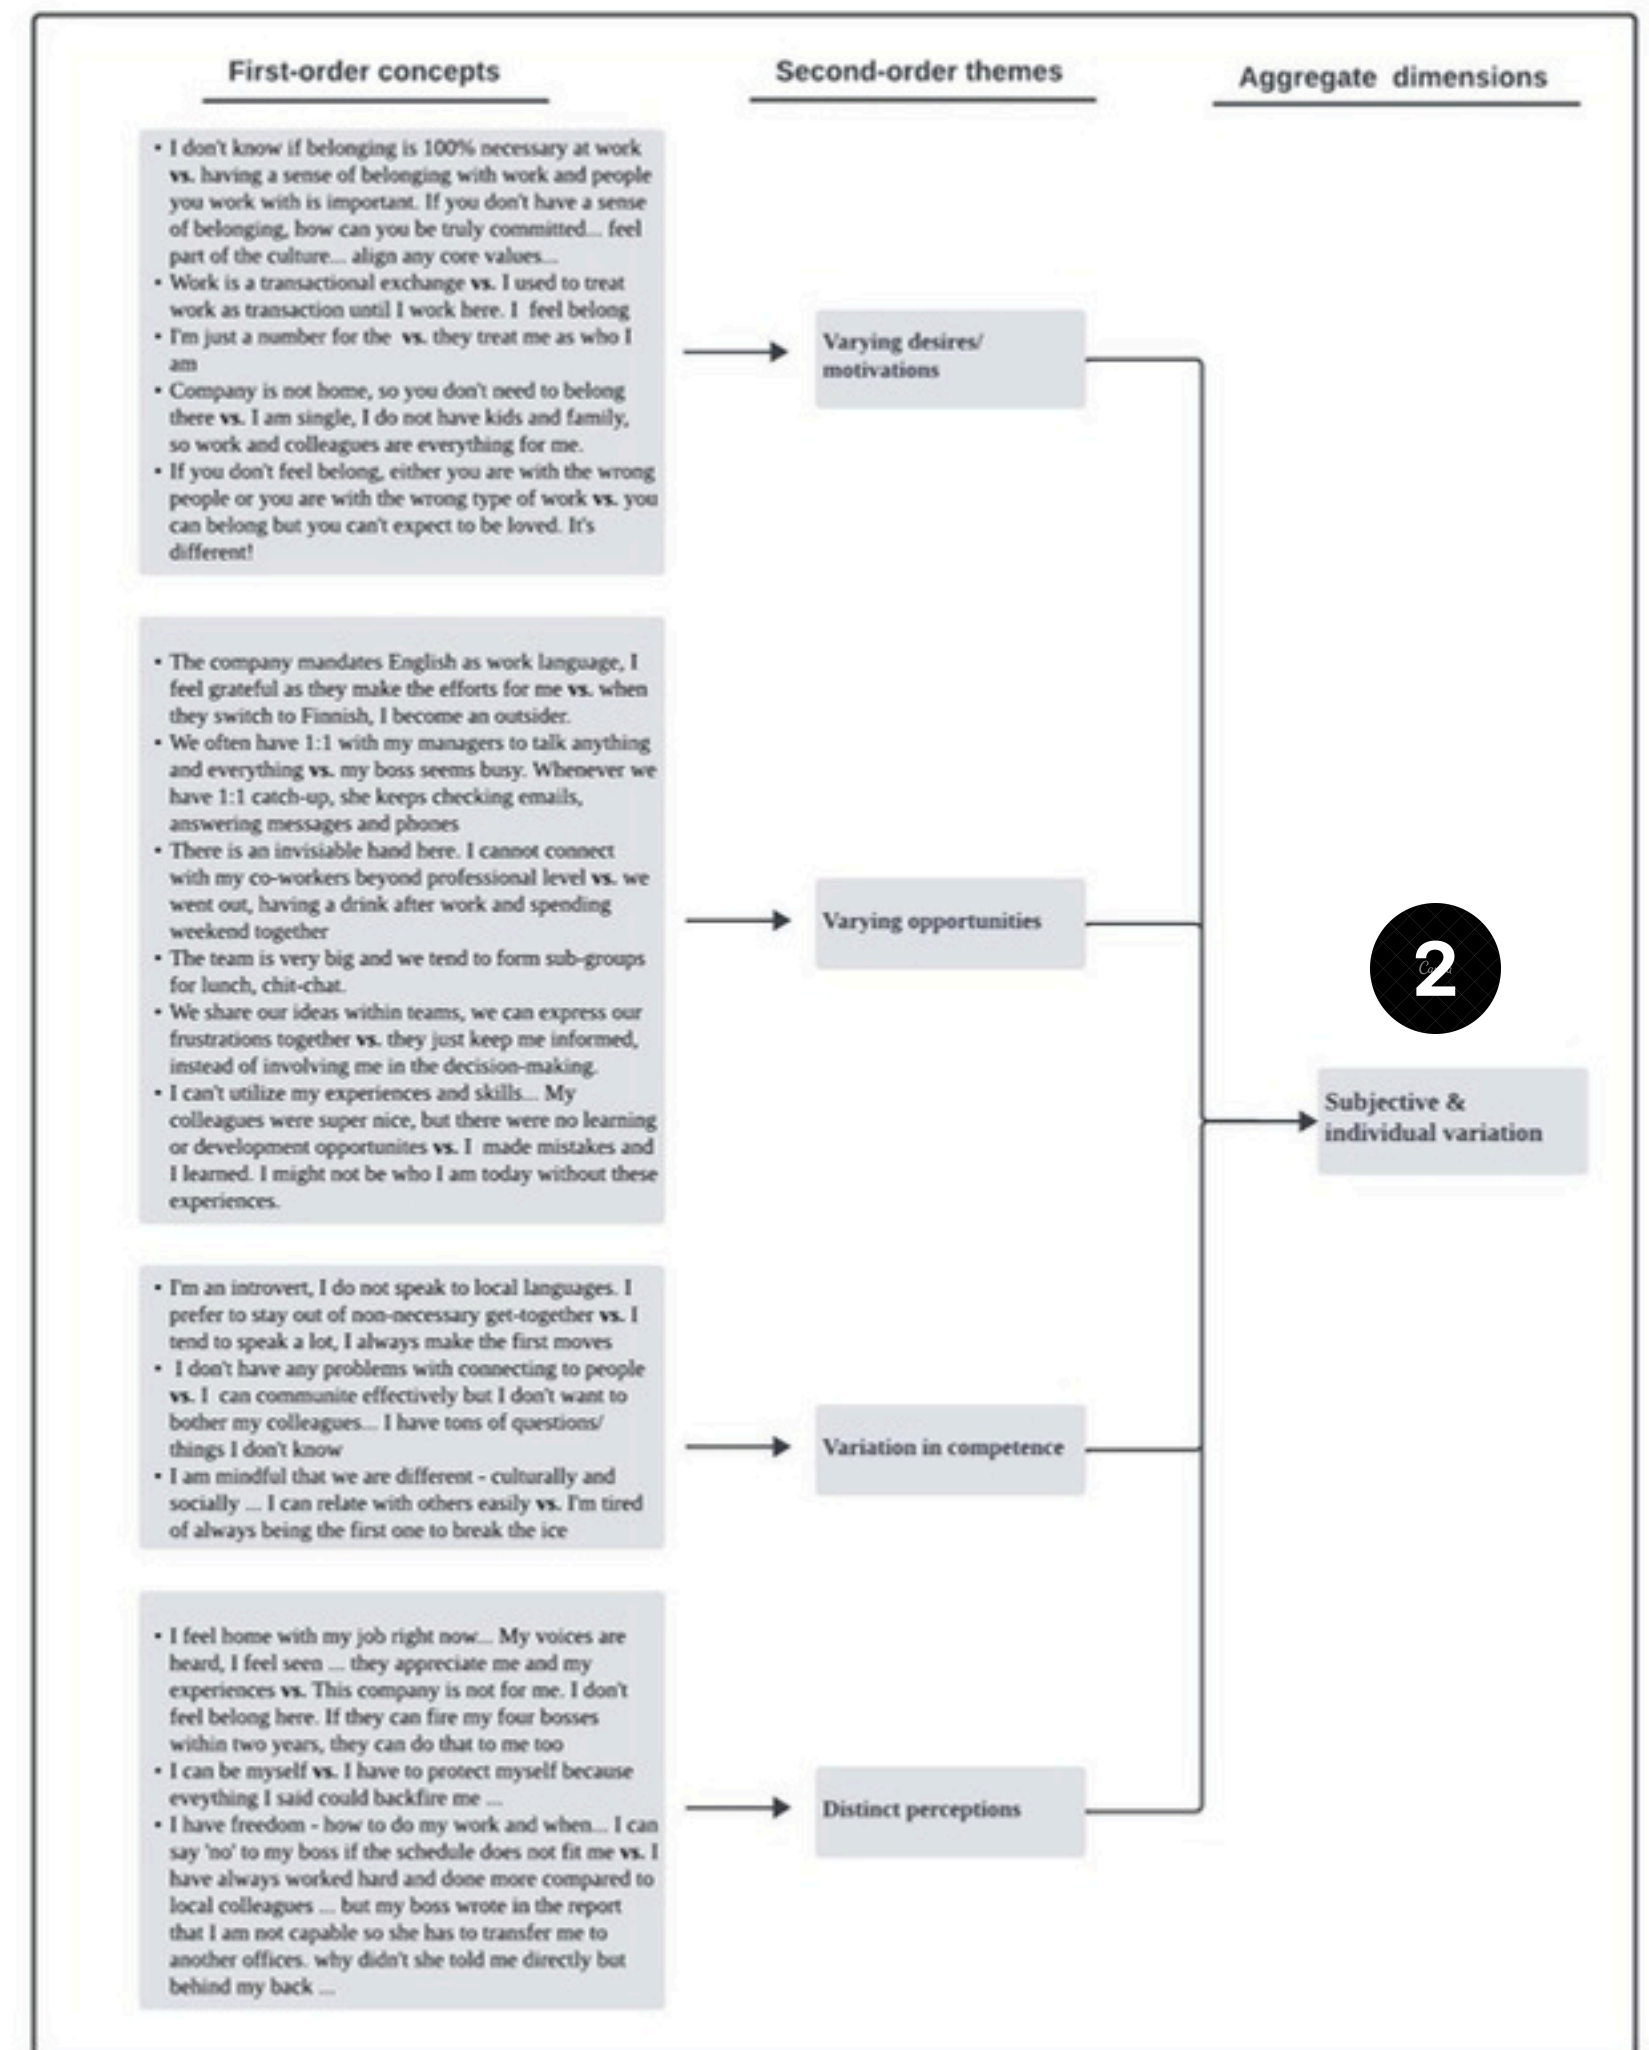 First-order concepts
Second-order themes
Aggregate dimensions
• I don't know if belonging is 100% necessary at work
vs. having a sense of belonging with work and people
you work with is important. If you don't have a sense
of belonging, how can you be truly committed... feel
part of the culture... align any core values...
• Work is a transactional exchange vs. I used to treat
work as transaction until I work here. I feel belong
• I'm just a number for the vs. they treat me as who I
am
• Company is not home, so you don't need to belong
there vs. I am single, I do not have kids and family,
so work and colleagues are everything for me.
• If you don't feel belong, either you are with the wrong
people or you are with the wrong type of work vs. you
can belong but you can't expect to be loved. It's
different!
Varying desires/
motivations
• The company mandates English as work language, I
feel grateful as they make the efforts for me vs. when
they switch to Finnish, I become an outsider.
• We often have 1:1 with my managers to talk anything
and everything vs. my boss seems busy. Whenever we
have 1:1 catch-up, she keeps checking emails,
answering messages and phones
• There is an invisiable hand here. I cannot connect
with my co-workers beyond professional level vs. we
went out, having a drink after work and spending
weekend together
• The team is very big and we tend to form sub-groups
for lunch, chit-chat.
• We share our ideas within teams, we can express our
frustrations together vs. they just keep me informed,
instead of involving me in the decision-making.
• I can't utilize my experiences and skills... My
colleagues were super nice, but there were no learning
or development opportunites vs. I made mistakes and
I learned. I might not be who I am today without these
experiences.
Varying opportunities
2
Subjective &
individual variation
• I'm an introvert, I do not speak to local languages. I
prefer to stay out of non-necessary get-together vs. I
tend to speak a lot, I always make the first moves
• I don't have any problems with connecting to people
vs. I can communite effectively but I don't want to
bother my colleagues... I have tons of questions/
things I don't know
• I am mindful that we are different - culturally and
socially ... I can relate with others easily vs. I'm tired
of always being the first one to break the ice
Variation in competence
• I feel home with my job right now... My voices are
heard, I feel seen ... they appreciate me and my
experiences vs. This company is not for me. I don't
feel belong here. If they can fire my four bosses
within two years, they can do that to me too
• I can be myself vs. I have to protect myself because
eveything I said could backfire me ...
• I have freedom - how to do my work and when... I can
say 'no' to my boss if the schedule does not fit me vs. I
have always worked hard and done more compared to
local colleagues ... but my boss wrote in the report
that I am not capable so she has to transfer me to
another offices. why didn't she told me directly but
behind my back ...
Distinct perceptions